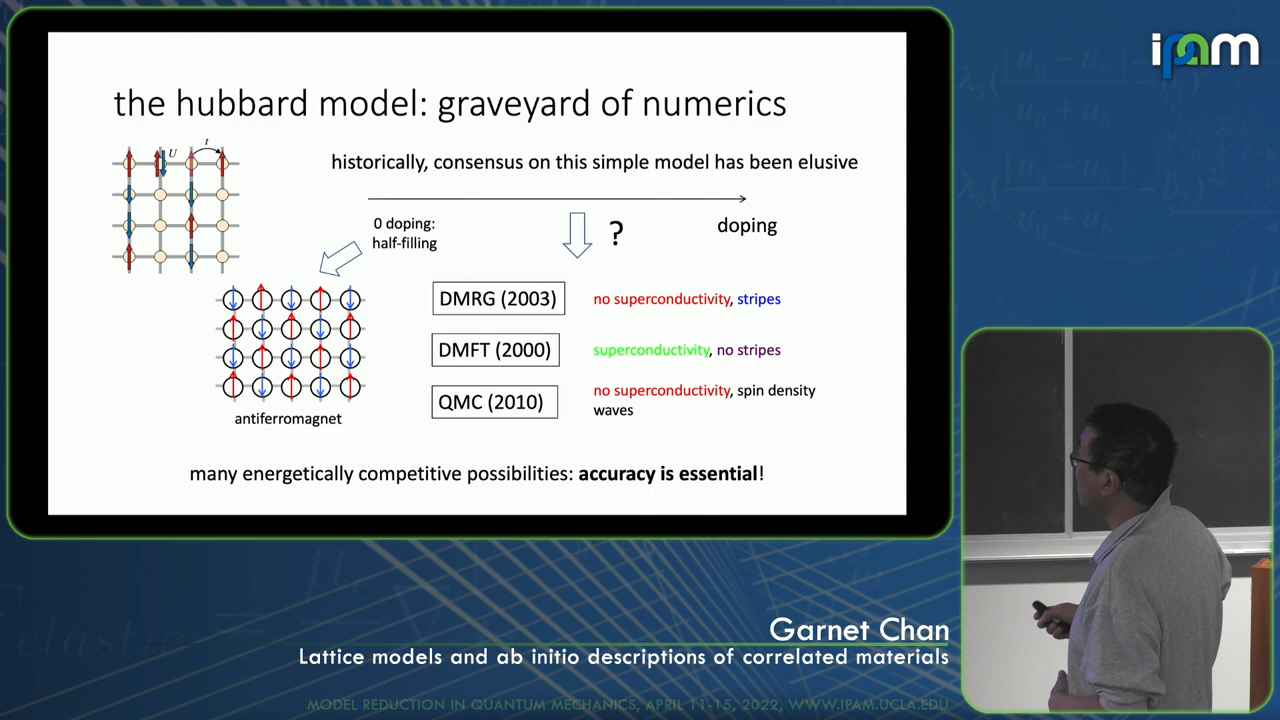 ipam
the hubbard model: graveyard of numerics
U
t
historically, consensus on this simple model has been elusive
0 doping:
half-filling
?
doping
DMRG (2003)
no superconductivity, stripes
DMFT (2000)
superconductivity, no stripes
QMC (2010)
no superconductivity, spin density
waves
antiferromagnet
many energetically competitive possibilities: accuracy is essential!
Garnet Chan
Lattice models and ab initio descriptions of correlated materials
MODEL REDUCTION IN QUANTUM MECHANICS, APRIL 11-15, 2022, WWW.IPAM.UCLA.EDU